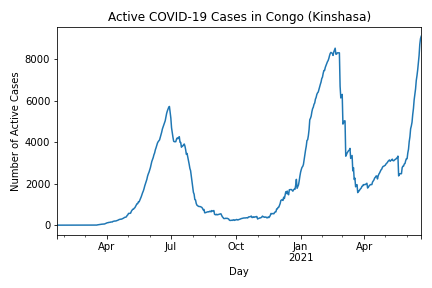 Active COVID-19 Cases in Congo (Kinshasa)
Number of Active Cases
8000
6000
4000
2000
0
Apr
Jul
Oct
Jan
2021
Apr
Day